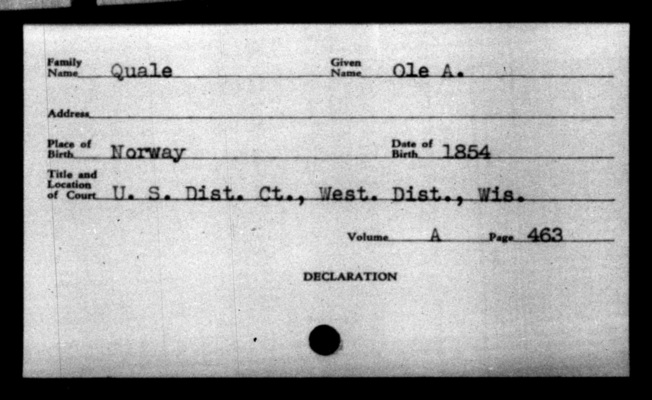 Family Name Quale Given Name Ole A.
Address
Place of Birth Norway Date of Birth 1854
Title and Location of Court U. S. Dist. Ct., West. Dist., Wis.
Volume A Page 463
DECLARATION